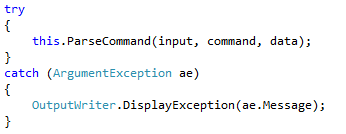 try
{
    this.ParseCommand(input, command, data);
}
catch (ArgumentException ae)
{
    OutputWriter.DisplayException(ae.Message);
}